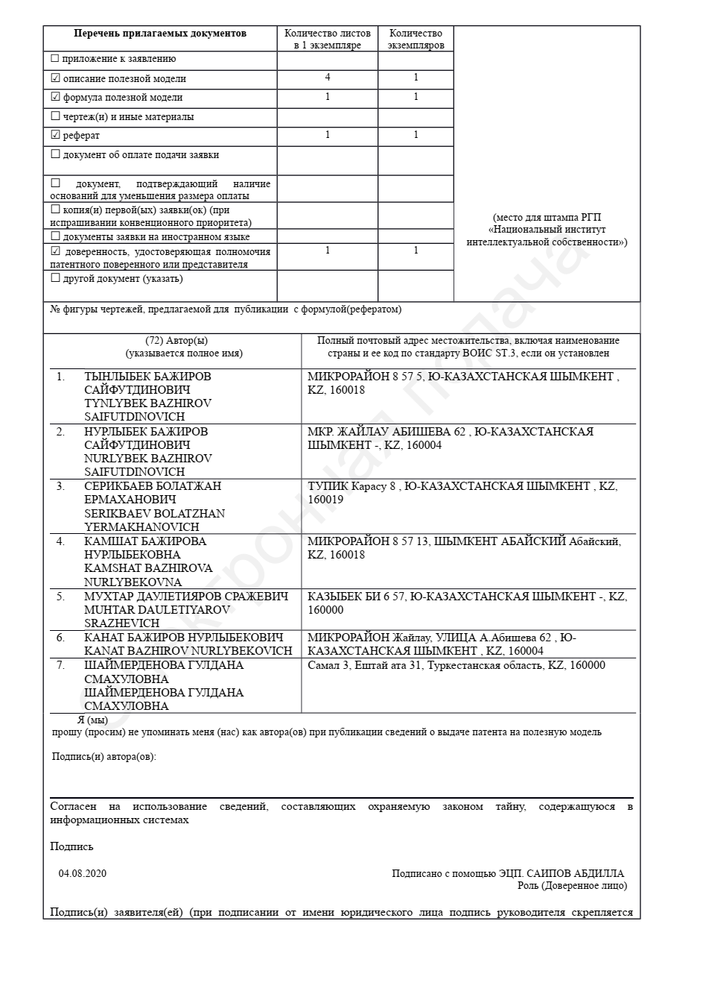 Перечень прилагаемых документов
Количество листов
в 1 экземпляре
Количество
экземпляров
☐ приложение к заявлению
☑ описание полезной модели 4 1
☑ формула полезной модели 1 1
☐ чертеж(и) и иные материалы
☑ реферат 1 1
☐ документ об оплате подачи заявки
☐ документ, подтверждающий наличие
оснований для уменьшения размера оплаты
☐ копия(и) первой(ых) заявки(ок) (при
испрашивании конвенционного приоритета)
☐ документы заявки на иностранном языке
☑ доверенность, удостоверяющая полномочия 1 1
патентного поверенного или представителя
☐ другой документ (указать)
(место для штампа РГП
«Национальный институт
интеллектуальной собственности»)
№ фигуры чертежей, предлагаемой для публикации с формулой(рефератом)
(72) Автор(ы)
(указывается полное имя)
Полный почтовый адрес местожительства, включая наименование
страны и ее код по стандарту ВОИС ST.3, если он установлен
1. ТЫНЛЫБЕК БАЖИРОВ
САЙФУТДИНОВИЧ
TYNLYBEK BAZHIROV
SAIFUTDINOVICH
МИКРОРАЙОН 8 57 5, Ю-КАЗАХСТАНСКАЯ ШЫМКЕНТ ,
KZ, 160018
2. НУРЛЫБЕК БАЖИРОВ
САЙФУТДИНОВИЧ
NURLYBEK BAZHIROV
SAIFUTDINOVICH
МКР. ЖАЙЛАУ АБИШЕВА 62 , Ю-КАЗАХСТАНСКАЯ
ШЫМКЕНТ -, KZ, 160004
3. СЕРИКБАЕВ БОЛАТЖАН
ЕРМАХАНОВИЧ
SERIKBAEV BOLATZHAN
YERMAKHANOVICH
ТУПИК Карасу 8 , Ю-КАЗАХСТАНСКАЯ ШЫМКЕНТ , KZ,
160019
4. КАМШАТ БАЖИРОВА
НУРЛЫБЕКОВНА
KAMSHAT BAZHIROVA
NURLYBEKOVNA
МИКРОРАЙОН 8 57 13, ШЫМКЕНТ АБАЙСКИЙ Абайский,
KZ, 160018
5. МУХТАР ДАУЛЕТИЯРОВ СРАЖЕВИЧ
MUHTAR DAULETIYAROV
SRAZHEVICH
КАЗЫБЕК БИ 6 57, Ю-КАЗАХСТАНСКАЯ ШЫМКЕНТ -, KZ,
160000
6. КАНАТ БАЖИРОВ НУРЛЫБЕКОВИЧ
KANAT BAZHIROV NURLYBEKOVICH
МИКРОРАЙОН Жайлау, УЛИЦА А.Абишева 62 , Ю-
КАЗАХСТАНСКАЯ ШЫМКЕНТ , KZ, 160004
7. ШАЙМЕРДЕНОВА ГУЛДАНА
СМАХУЛОВНА
ШАЙМЕРДЕНОВА ГУЛДАНА
СМАХУЛОВНА
Самал 3, Ештай ата 31, Туркестанская область, KZ, 160000
Я (мы)
прошу (просим) не упоминать меня (нас) как автора(ов) при публикации сведений о выдаче патента на полезную модель
Подпись(и) автора(ов):
Согласен на использование сведений, составляющих охраняемую законом тайну, содержащуюся в
информационных системах
Подпись
04.08.2020
Подписано с помощью ЭЦП. САИПОВ АБДИЛЛА
Роль (Доверенное лицо)
Подпись(и) заявителя(ей) (при подписании от имени юридического лица подпись руководителя скрепляется
Электронная подача